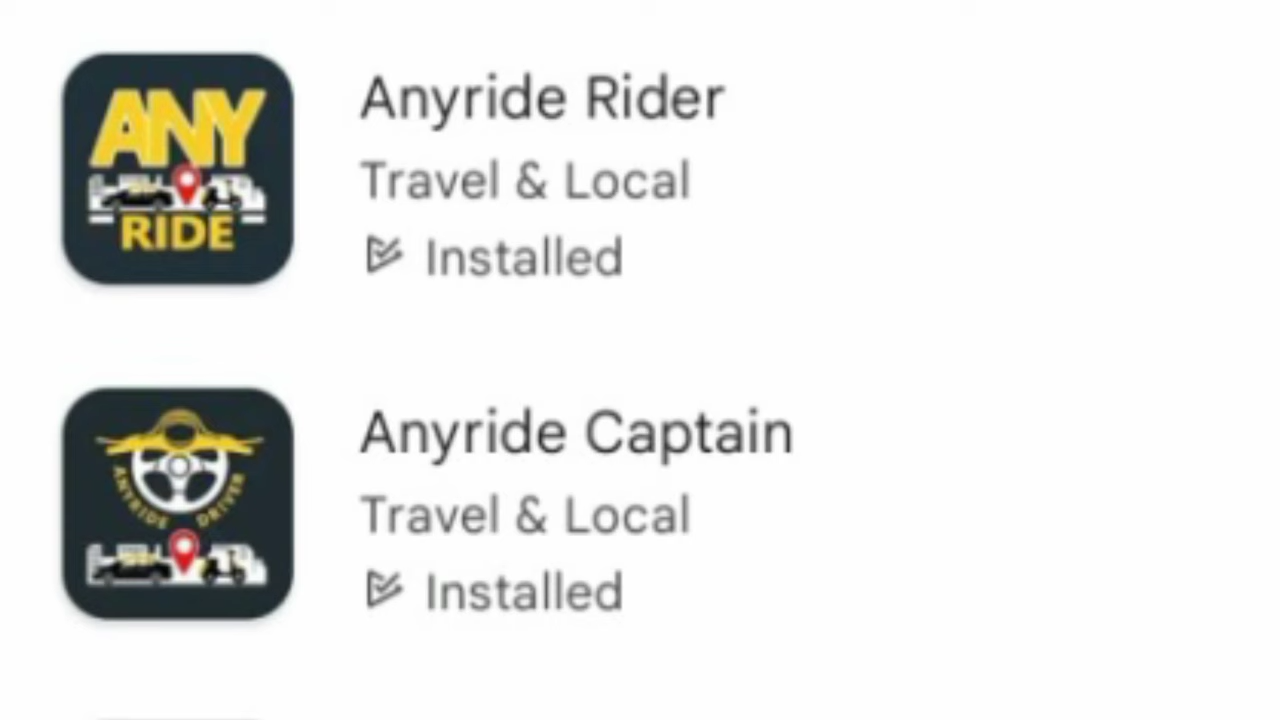 ANY
RIDE
Anyride Rider
Travel & Local
Installed
ANYRIDE DRIVER
Anyride Captain
Travel & Local
Installed